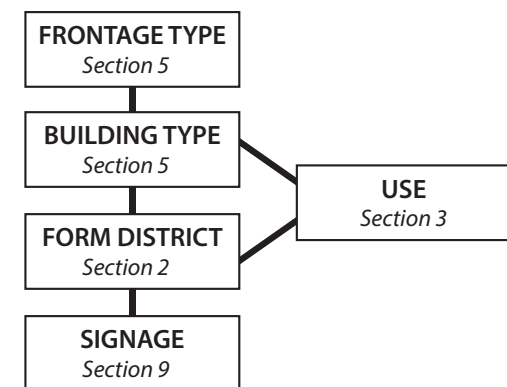 FRONTAGE TYPE
Section 5
BUILDING TYPE
Section 5
USE
Section 3
FORM DISTRICT
Section 2
SIGNAGE
Section 9